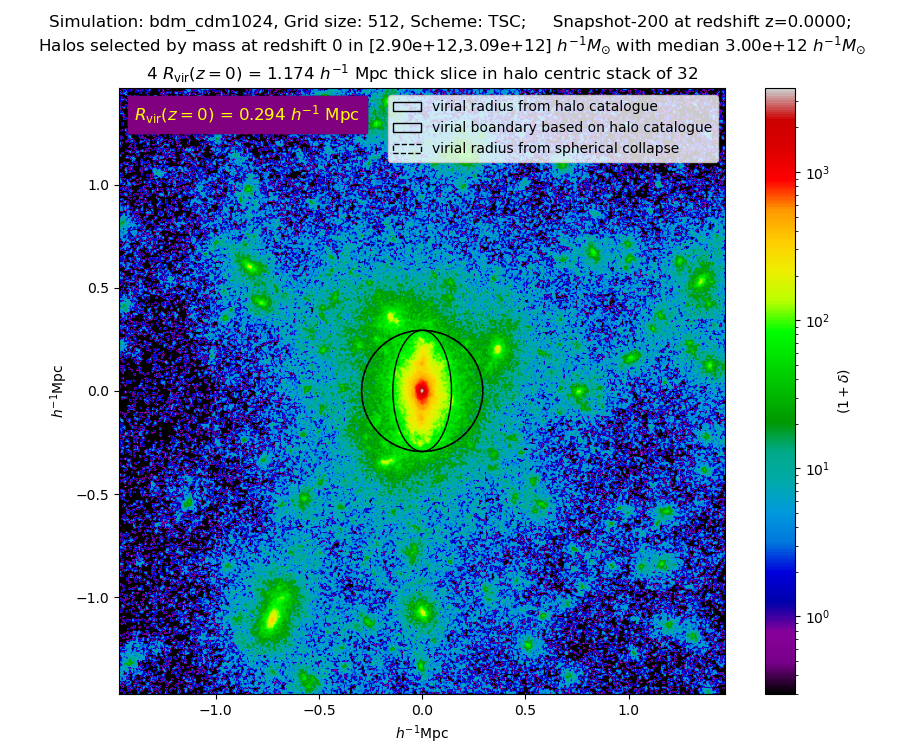 Simulation: bdm_cdm1024, Grid size: 512, Scheme: TSC; Snapshot-200 at redshift z=0.0000;
Halos selected by mass at redshift 0 in [2.90e+12,3.09e+12] h⁻¹M⊙ with median 3.00e+12 h⁻¹M⊙
4 Rvir(z = 0) = 1.174 h⁻¹ Mpc thick slice in halo centric stack of 32
Rvir(z = 0) = 0.294 h⁻¹ Mpc
virial radius from halo catalogue
virial boandary based on halo catalogue
virial radius from spherical collapse
1.0
0.5
0.0
−0.5
−1.0
h⁻¹Mpc
−1.0 −0.5 0.0 0.5 1.0
h⁻¹Mpc
10³
10²
10¹
10⁰
(1 + δ)